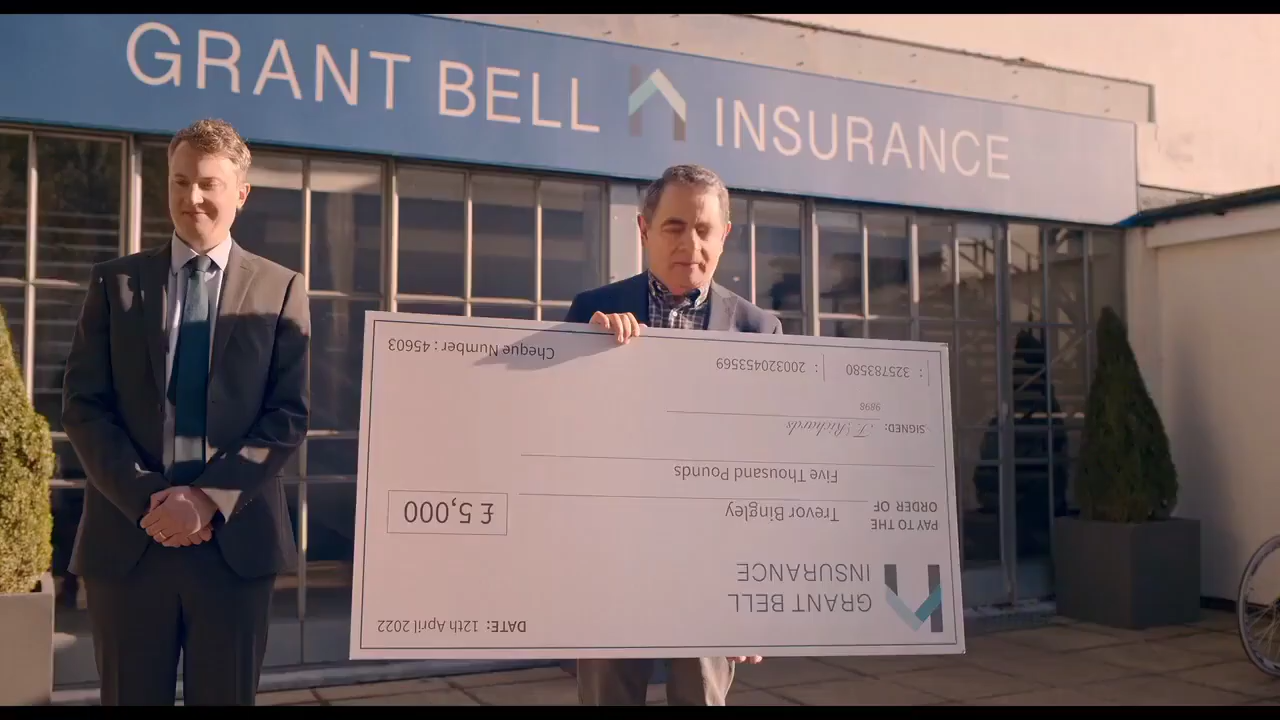 GRANT BELL INSURANCE
GRANT BELL
INSURANCE
DATE: 12th April 2022
PAY TO THE
ORDER OF
Trevor Bingley
£5,000
Five Thousand Pounds
SIGNED: T. Richards
9898
: 325783580 : 200320453569
Cheque Number: 45603